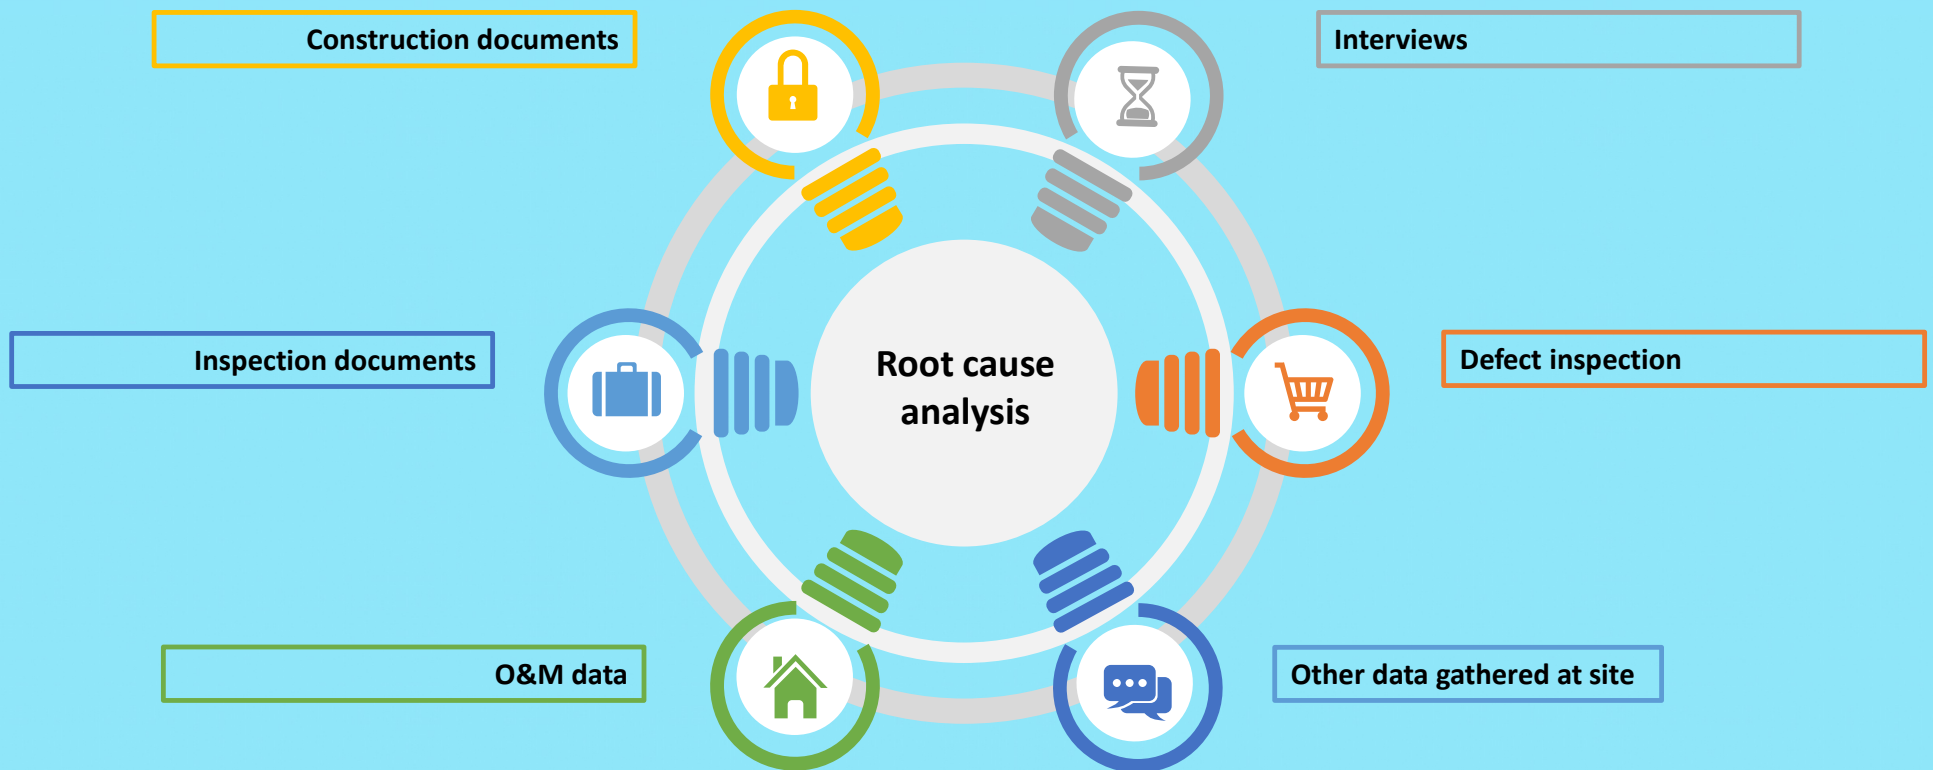 Construction documents
Interviews
Inspection documents
Root cause
analysis
Defect inspection
O&M data
Other data gathered at site